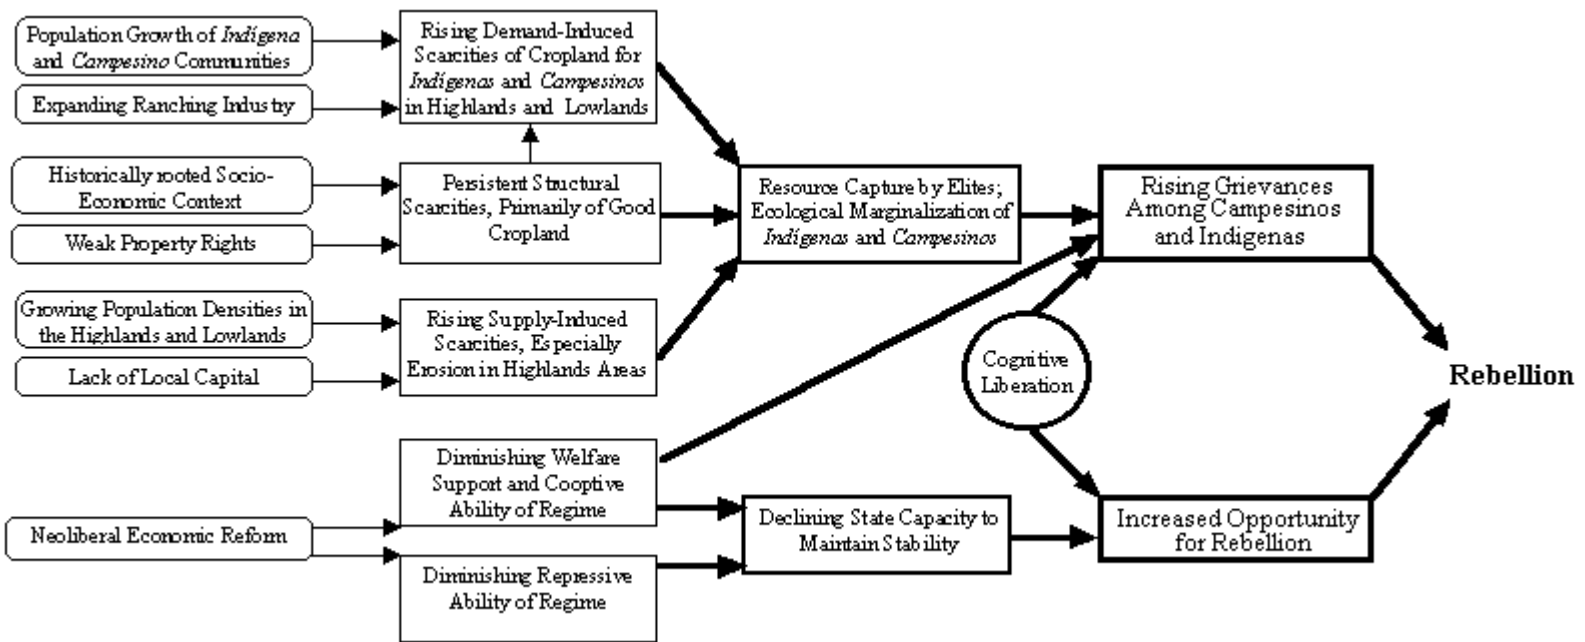 Population Growth of Indígena
and Campesino Communities
Expanding Ranching Industry
Rising Demand-Induced
Scarcities of Cropland for
Indígenas and Campesinos
in Highlands and Lowlands
Historically rooted Socio-
Economic Context
Weak Property Rights
Persistent Structural
Scarcities, Primarily of Good
Cropland
Growing Population Densities in
the Highlands and Lowlands
Lack of Local Capital
Rising Supply-Induced
Scarcities, Especially
Erosion in Highlands Areas
Resource Capture by Elites;
Ecological Marginalization of
Indígenas and Campesinos
Rising Grievances
Among Campesinos
and Indigenas
Cognitive
Liberation
Rebellion
Neoliberal Economic Reform
Diminishing Welfare
Support and Cooptive
Ability of Regime
Diminishing Repressive
Ability of Regime
Declining State Capacity to
Maintain Stability
Increased Opportunity
for Rebellion